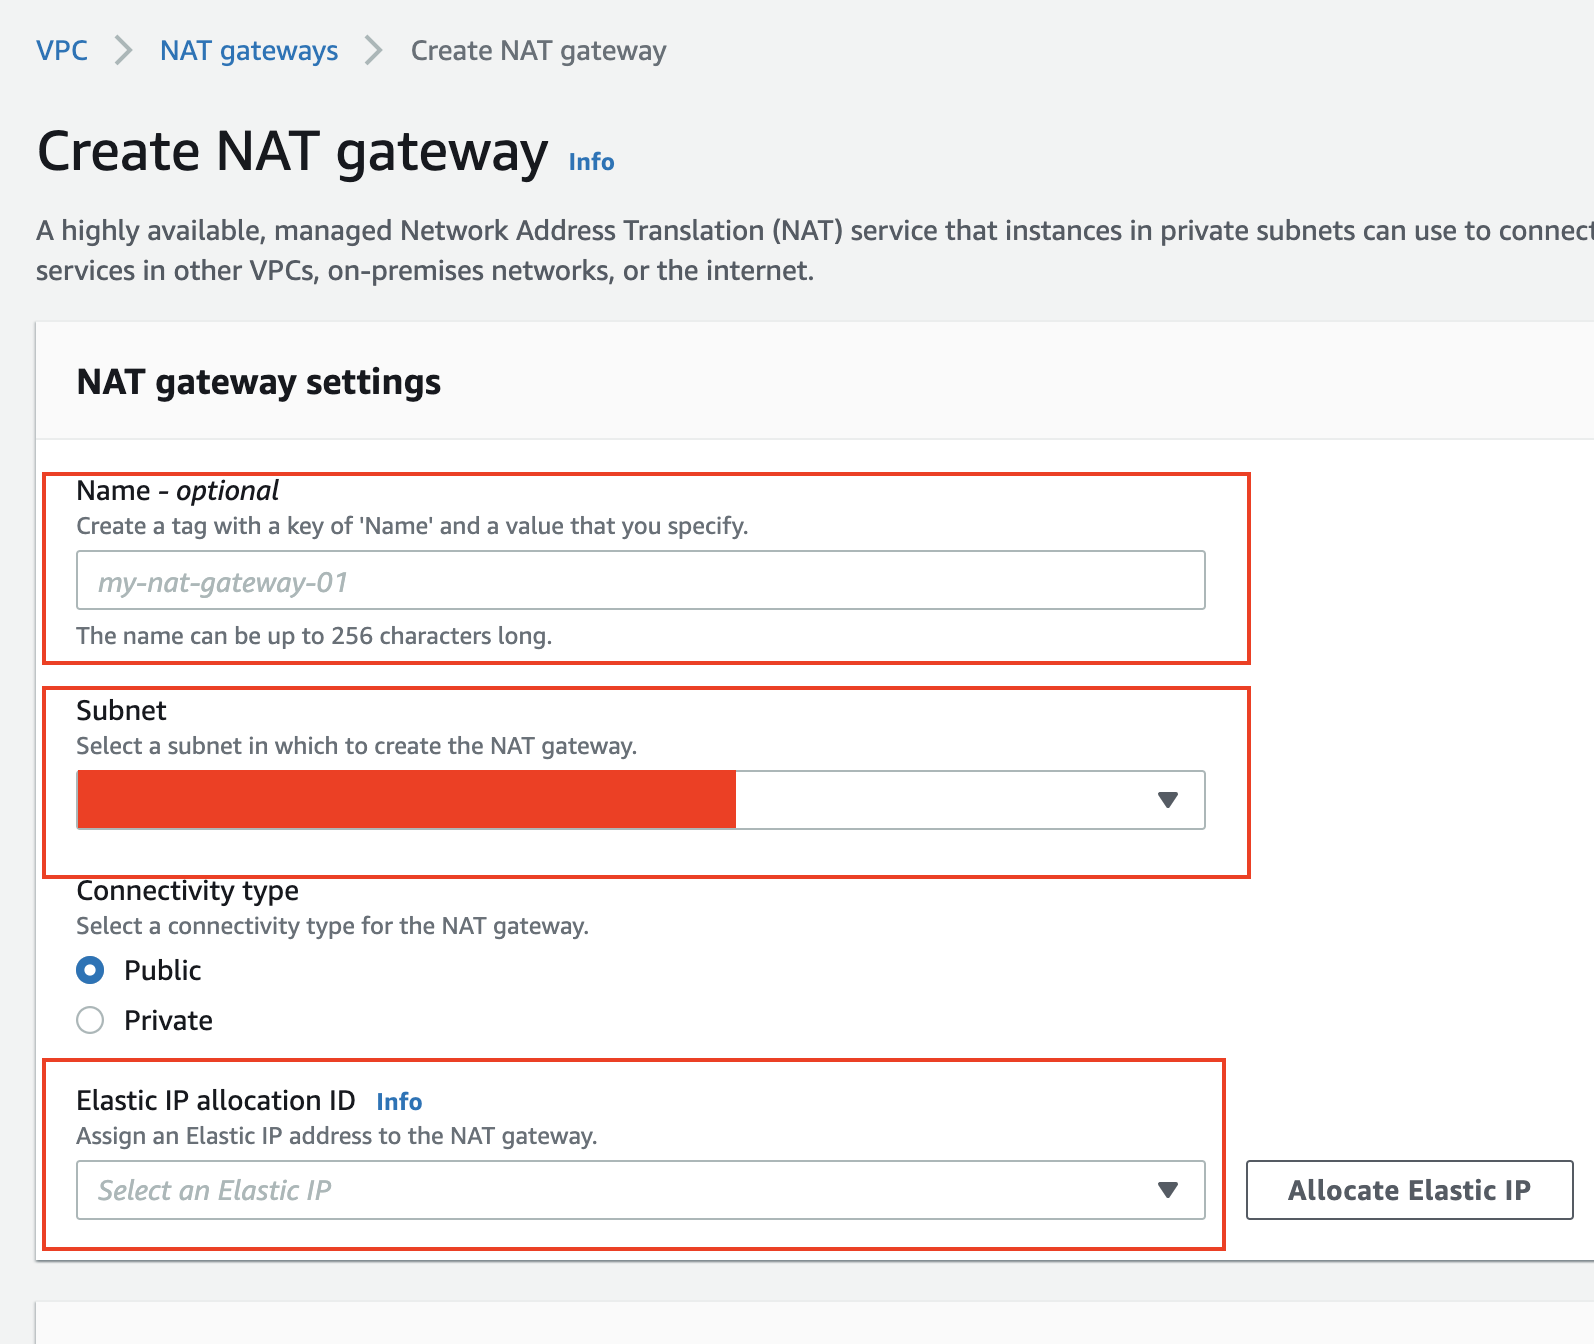 VPC > NAT gateways > Create NAT gateway
Create NAT gateway Info
A highly available, managed Network Address Translation (NAT) service that instances in private subnets can use to connect
services in other VPCs, on-premises networks, or the internet.
NAT gateway settings
Name - optional
Create a tag with a key of 'Name' and a value that you specify.
my-nat-gateway-01
The name can be up to 256 characters long.
Subnet
Select a subnet in which to create the NAT gateway.
Connectivity type
Select a connectivity type for the NAT gateway.
Public
Private
Elastic IP allocation ID Info
Assign an Elastic IP address to the NAT gateway.
Select an Elastic IP
Allocate Elastic IP